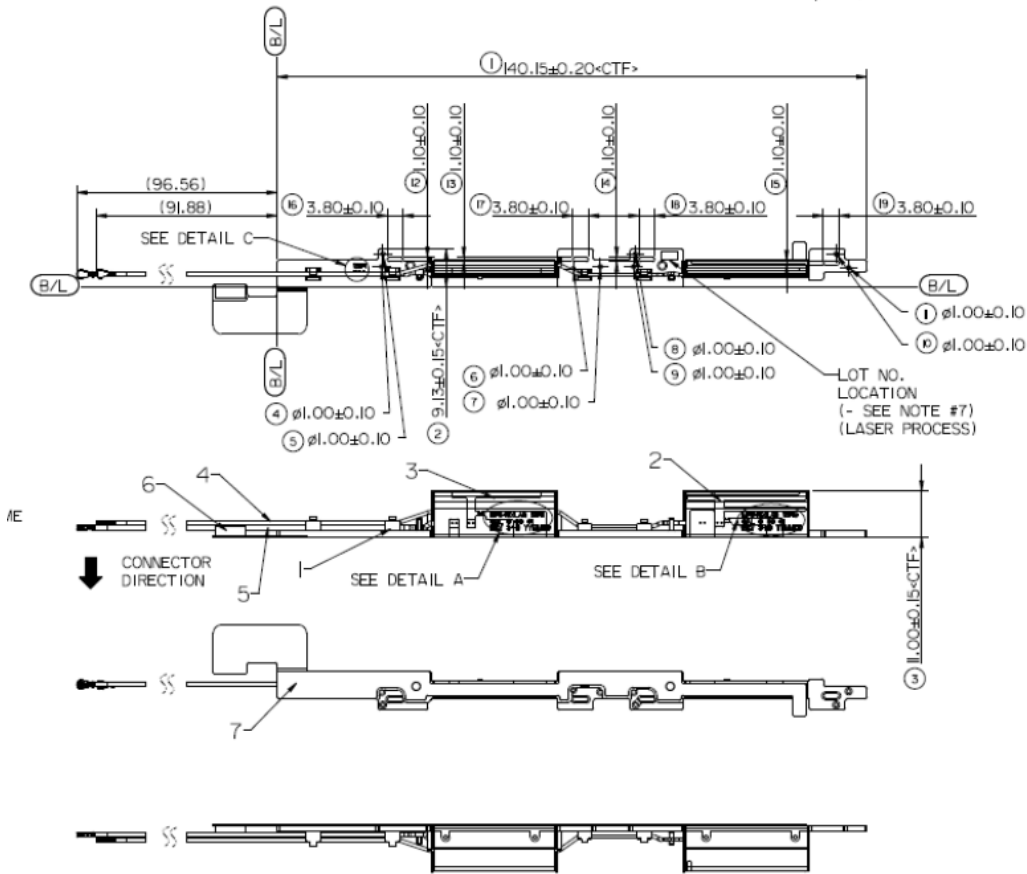 B/L
① 140.15±0.20<CTF>
⑫ 1.10±0.10
⑬ 1.10±0.10
⑭ 1.10±0.10
⑮ 1.10±0.10
(96.56)
(91.88)
⑯ 3.80±0.10
⑰ 3.80±0.10
⑱ 3.80±0.10
⑲ 3.80±0.10
SEE DETAIL C
B/L
B/L
B/L
② 9.13±0.15<CTF>
④ ø1.00±0.10
⑤ ø1.00±0.10
⑥ ø1.00±0.10
⑦ ø1.00±0.10
⑧ ø1.00±0.10
⑨ ø1.00±0.10
⑪ ø1.00±0.10
⑩ ø1.00±0.10
LOT NO.
LOCATION
(- SEE NOTE #7)
(LASER PROCESS)
ME
6
4
3
2
CONNECTOR
DIRECTION
5
1
SEE DETAIL A
SEE DETAIL B
③ 11.00±0.15<CTF>
7